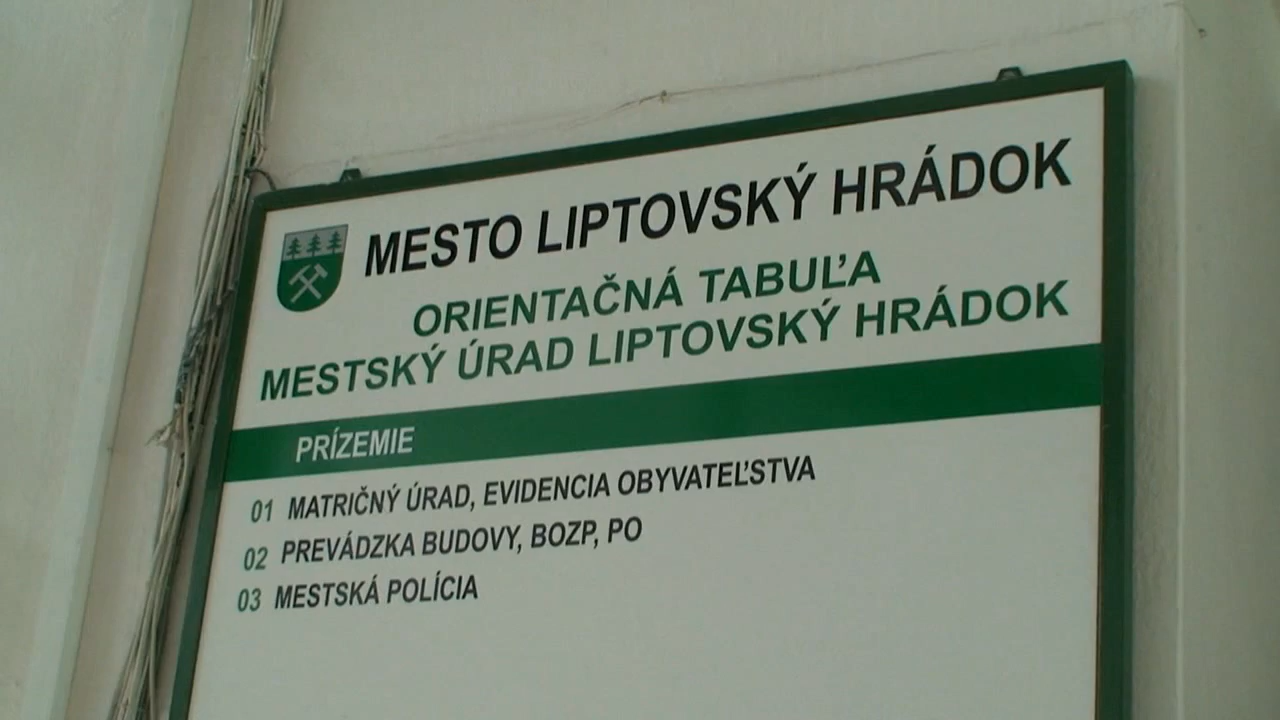 MESTO LIPTOVSKÝ HRÁDOK
ORIENTAČNÁ TABUĽA
MESTSKÝ ÚRAD LIPTOVSKÝ HRÁDOK
PRÍZEMIE
01 MATRIČNÝ ÚRAD, EVIDENCIA OBYVATEĽSTVA
02 PREVÁDZKA BUDOVY, BOZP, PO
03 MESTSKÁ POLÍCIA